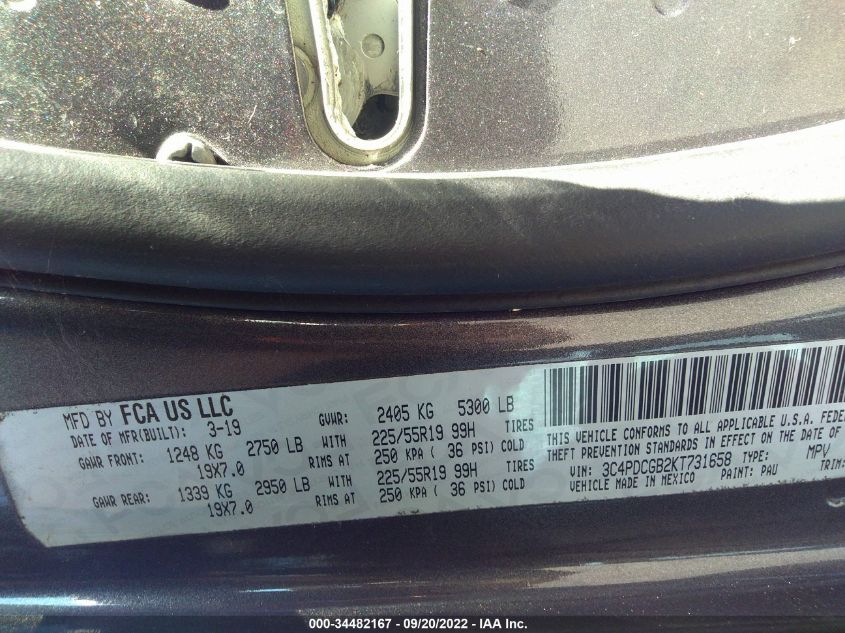 MFD BY FCA US LLC
DATE OF MFR(BUILT): 3-19
GVWR: 2405 KG 5300 LB
GAWR FRONT: 1248 KG 2750 LB WITH 225/55R19 99H TIRES
19X7.0 RIMS AT 250 KPA ( 36 PSI) COLD
GAWR REAR: 1339 KG 2950 LB WITH 225/55R19 99H TIRES
19X7.0 RIMS AT 250 KPA ( 36 PSI) COLD
THIS VEHICLE CONFORMS TO ALL APPLICABLE U.S.A.
THEFT PREVENTION STANDARDS IN EFFECT ON THE DATE OF
VIN: 3C4PDCGB2KT731658 TYPE: MPV
VEHICLE MADE IN MEXICO PAINT: PAU TRIM:
000-34482167 - 09/20/2022 - IAA Inc.